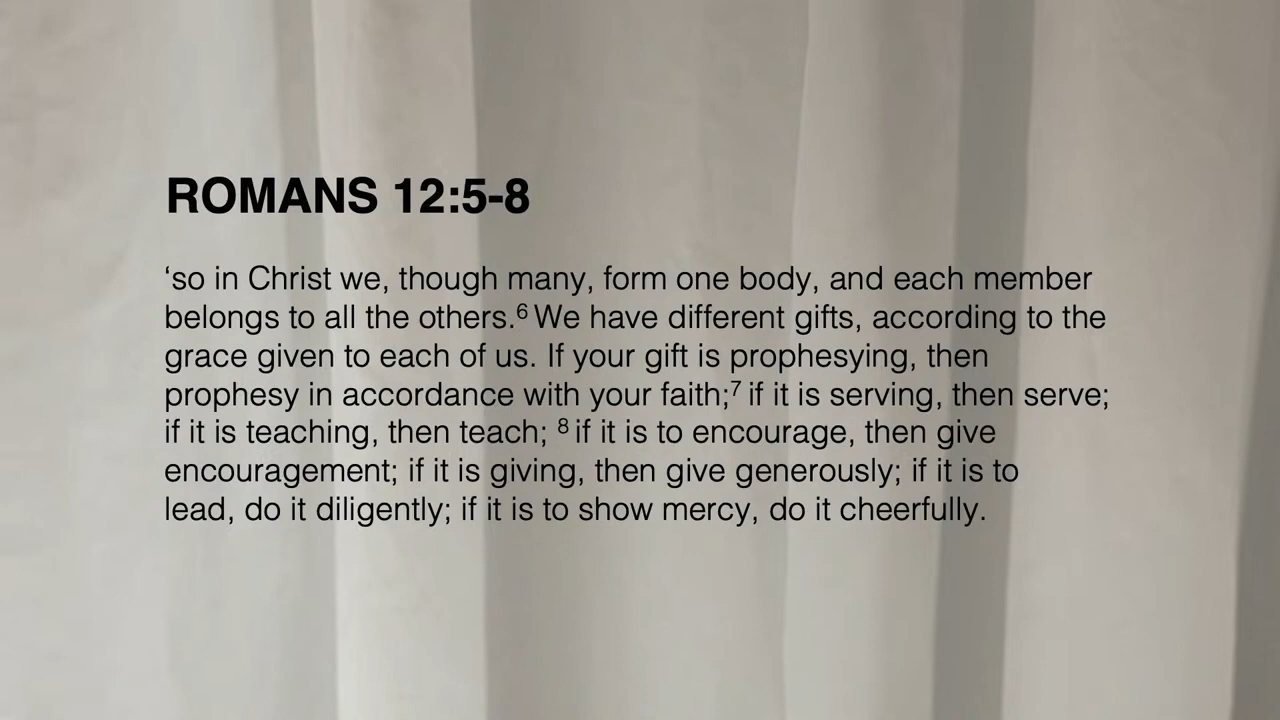 ROMANS 12:5-8
‘so in Christ we, though many, form one body, and each member
belongs to all the others.⁶ We have different gifts, according to the
grace given to each of us. If your gift is prophesying, then
prophesy in accordance with your faith;⁷ if it is serving, then serve;
if it is teaching, then teach; ⁸ if it is to encourage, then give
encouragement; if it is giving, then give generously; if it is to
lead, do it diligently; if it is to show mercy, do it cheerfully.